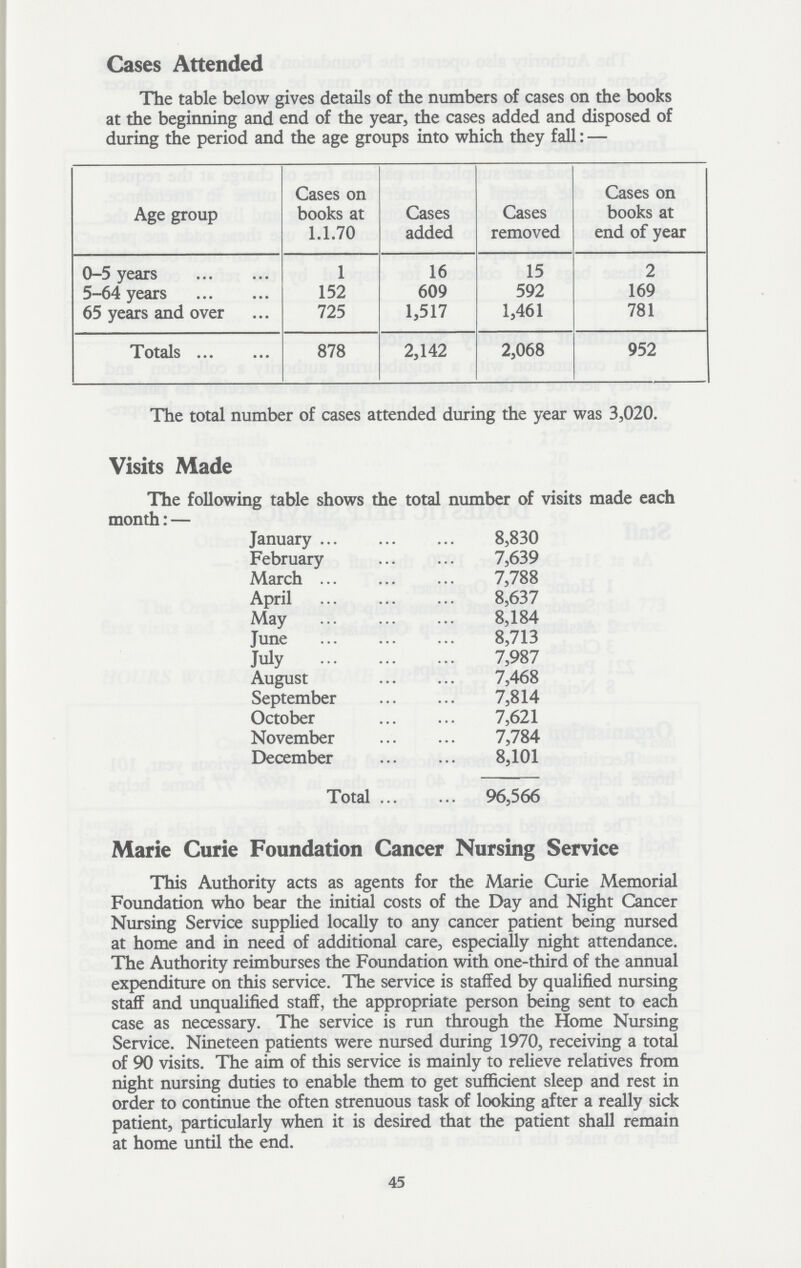 Cases Attended
The table below gives details of the numbers of cases on the books
at the beginning and end of the year, the cases added and disposed of
during the period and the age groups into which they fall:—
Age group | Cases on books at 1.1.70 | Cases added | Cases removed | Cases on books at end of year
0-5 years ... ... 1 16 15 2
5-64 years ... ... 152 609 592 169
65 years and over ... 725 1,517 1,461 781
Totals ... ... 878 2,142 2,068 952
The total number of cases attended during the year was 3,020.
Visits Made
The following table shows the total number of visits made each
month:—
January ... ... ... 8,830
February ... ... 7,639
March ... ... ... 7,788
April ... ... ... 8,637
May ... ... ... 8,184
June ... ... ... 8,713
July ... ... ... 7,987
August ... ... 7,468
September ... ... 7,814
October ... ... 7,621
November ... ... 7,784
December ... ... 8,101
Total ... ... 96,566
Marie Curie Foundation Cancer Nursing Service
This Authority acts as agents for the Marie Curie Memorial
Foundation who bear the initial costs of the Day and Night Cancer
Nursing Service supplied locally to any cancer patient being nursed
at home and in need of additional care, especially night attendance.
The Authority reimburses the Foundation with one-third of the annual
expenditure on this service. The service is staffed by qualified nursing
staff and unqualified staff, the appropriate person being sent to each
case as necessary. The service is run through the Home Nursing
Service. Nineteen patients were nursed during 1970, receiving a total
of 90 visits. The aim of this service is mainly to relieve relatives from
night nursing duties to enable them to get sufficient sleep and rest in
order to continue the often strenuous task of looking after a really sick
patient, particularly when it is desired that the patient shall remain
at home until the end.
45